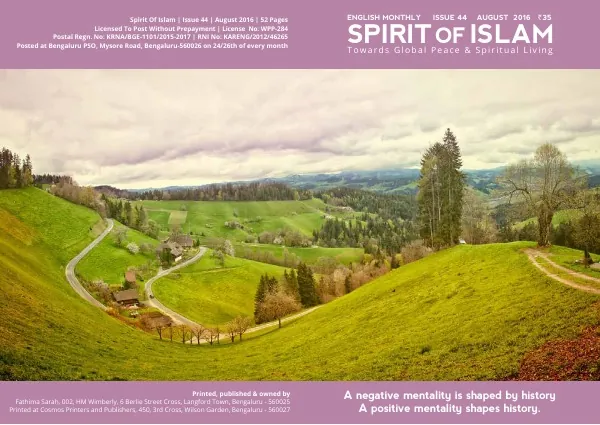 Spirit Of Islam | Issue 44 | August 2016 | 52 Pages
Licensed To Post Without Prepayment | License No: WPP-284
Postal Regn. No: KRNA/BGE-1101/2015-2017 | RNI No: KARENG/2012/46265
Posted at Bengaluru PSO, Mysore Road, Bengaluru-560026 on 24/26th of every month
ENGLISH MONTHLY ISSUE 44 AUGUST 2016 ₹35
SPIRIT OF ISLAM
Towards Global Peace & Spiritual Living
Printed, published & owned by
Fathima Sarah, 002, HM Wimberly, 6 Berlie Street Cross, Langford Town, Bengaluru - 560025
Printed at Cosmos Printers and Publishers, 450, 3rd Cross, Wilson Garden, Bengaluru - 560027
A negative mentality is shaped by history
A positive mentality shapes history.